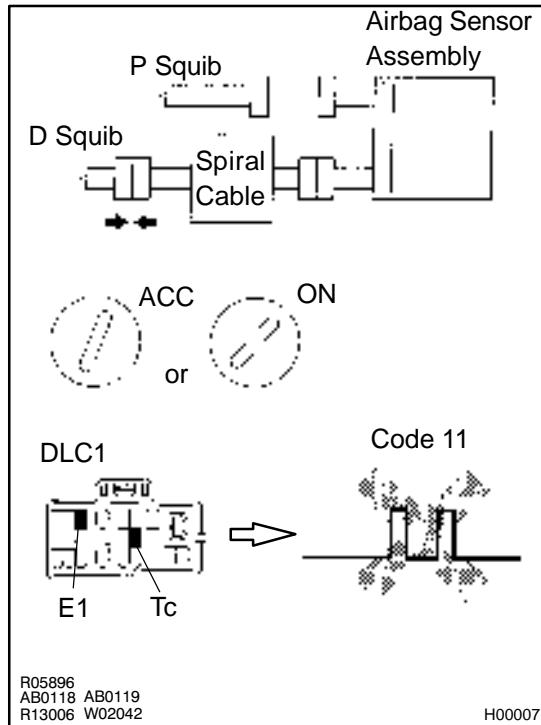 Airbag Sensor
Assembly
P Squib
D Squib
Spiral
Cable
ACC
ON
or
DLC1
Code 11
E1
Tc
R05896
AB0118 AB0119
R13006 W02042
H00007